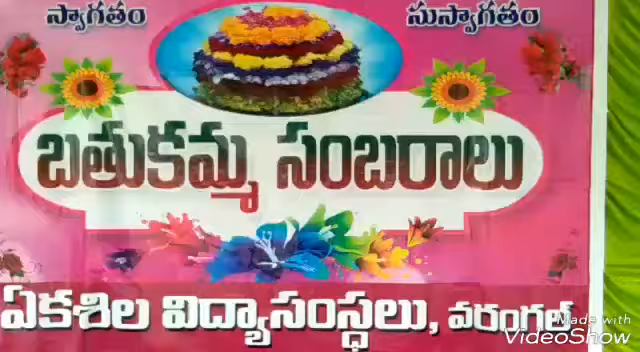 స్వాగతం సుస్వాగతం
బతుకమ్మ సంబరాలు
ఏకశిల విద్యాసంస్థలు, వరంగల్
Made with
VideoShow